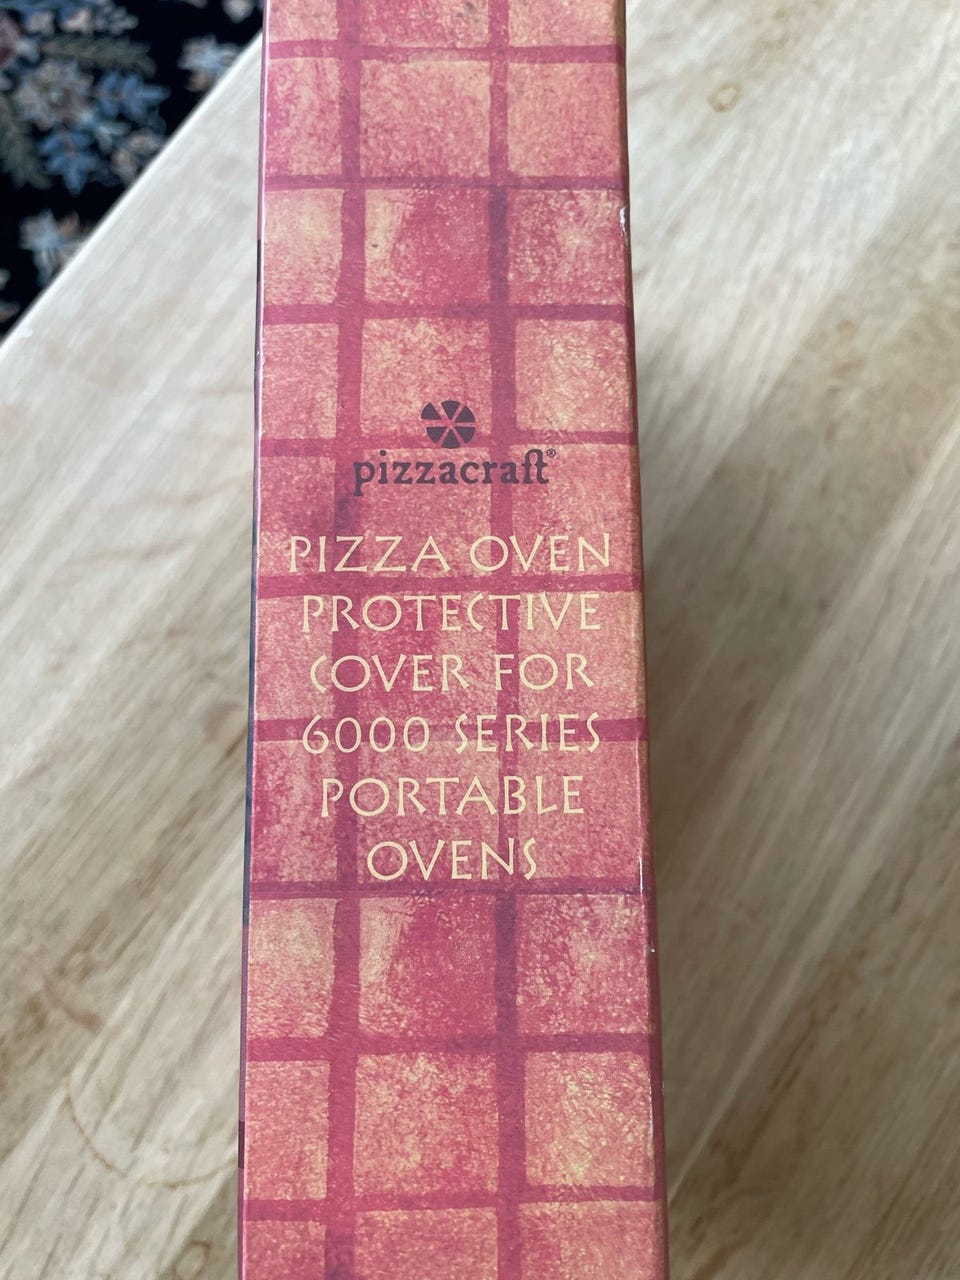 pizzacraft®
PIZZA OVEN
PROTECTIVE
COVER FOR
6000 SERIES
PORTABLE
OVENS